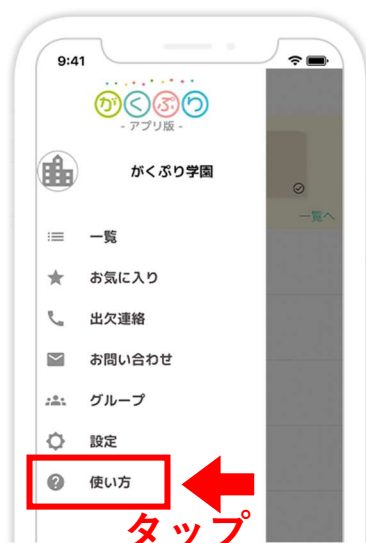 9:41
がくぷり
- アプリ版 -
がくぷり学園
一覧へ
一覧
お気に入り
出欠連絡
お問い合わせ
グループ
設定
使い方
タップ